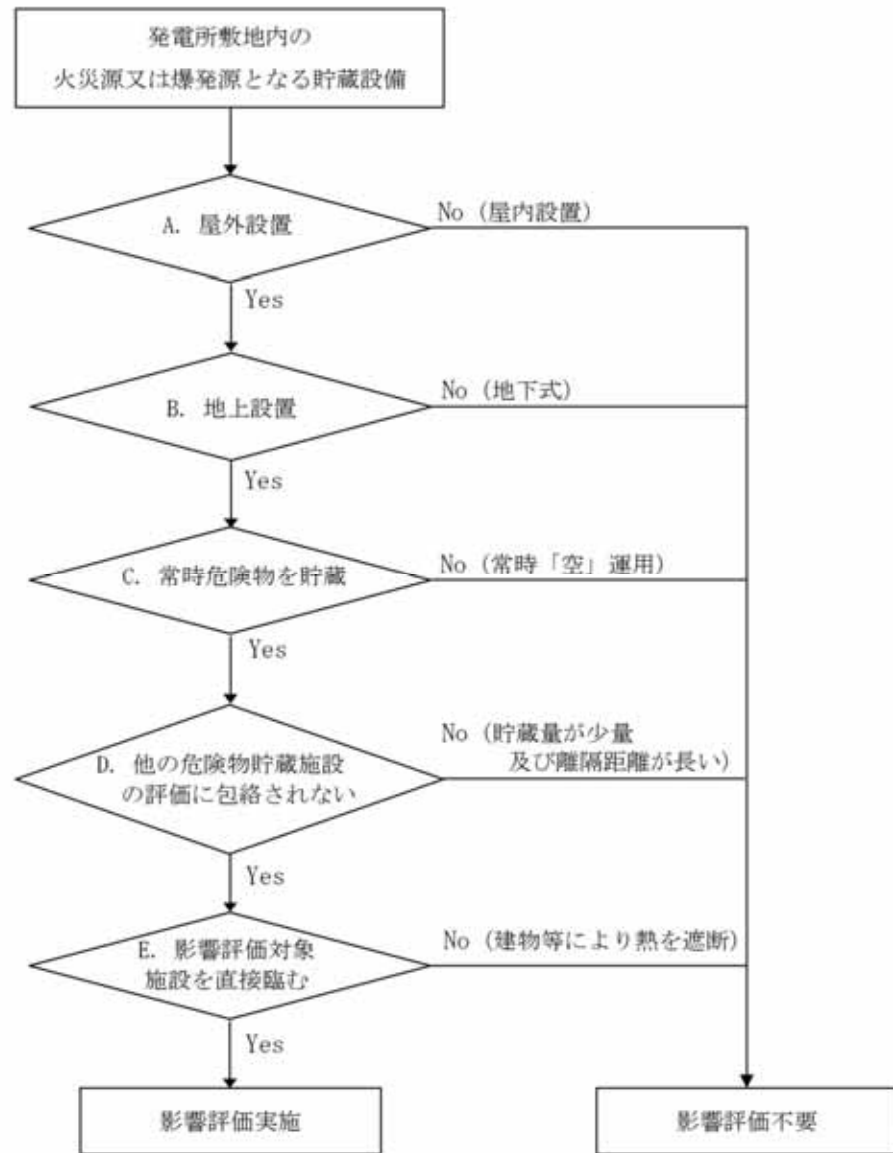 発電所敷地内の
火災源又は爆発源となる貯蔵設備
A. 屋外設置
No (屋内設置)
Yes
B. 地上設置
No (地下式)
Yes
C. 常時危険物を貯蔵
No (常時「空」運用)
Yes
D. 他の危険物貯蔵施設
の評価に包絡されない
No (貯蔵量が少量
及び離隔距離が長い)
Yes
E. 影響評価対象
施設を直接臨む
No (建物等により熱を遮断)
Yes
影響評価実施
影響評価不要